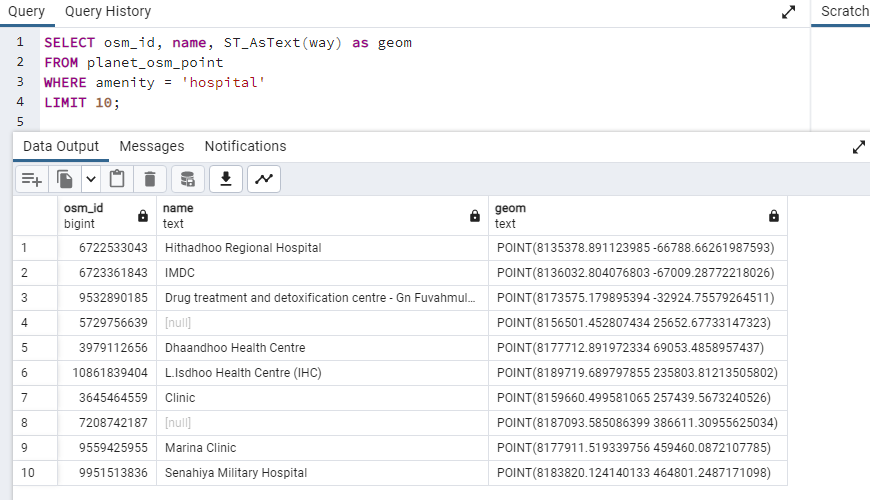 Query Query History Scratch
1 SELECT osm_id, name, ST_AsText(way) as geom
2 FROM planet_osm_point
3 WHERE amenity = 'hospital'
4 LIMIT 10;
5
Data Output Messages Notifications
osm_id name geom
bigint text text
1 6722533043 Hithadhoo Regional Hospital POINT(8135378.891123985 -66788.66261987593)
2 6723361843 IMDC POINT(8136032.804076803 -67009.28772218026)
3 9532890185 Drug treatment and detoxification centre - Gn Fuvahmul... POINT(8173575.179895394 -32924.75579264511)
4 5729756639 [null] POINT(8156501.452807434 25652.67733147323)
5 3979112656 Dhaandhoo Health Centre POINT(8177712.891972334 69053.4858957437)
6 10861839404 L.Isdhoo Health Centre (IHC) POINT(8189719.689797855 235803.81213505802)
7 3645464559 Clinic POINT(8159660.499581065 257439.5673240526)
8 7208742187 [null] POINT(8187093.585086399 386611.30955625034)
9 9559425955 Marina Clinic POINT(8177911.519339756 459460.0872107785)
10 9951513836 Senahiya Military Hospital POINT(8183820.124140133 464801.2487171098)